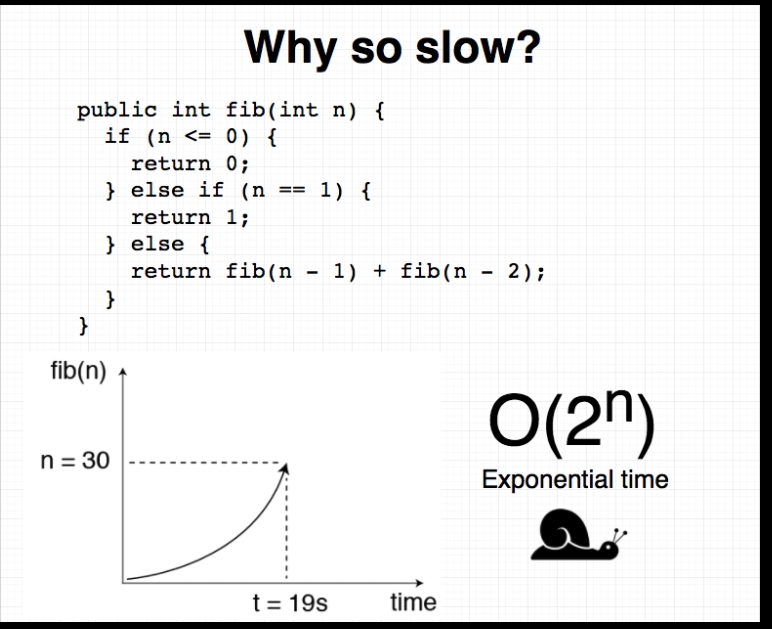 Why so slow?
public int fib(int n) {
  if (n <= 0) {
    return 0;
  } else if (n == 1) {
    return 1;
  } else {
    return fib(n - 1) + fib(n - 2);
  }
}
fib(n)
n = 30
t = 19s
time
O(2ⁿ)
Exponential time